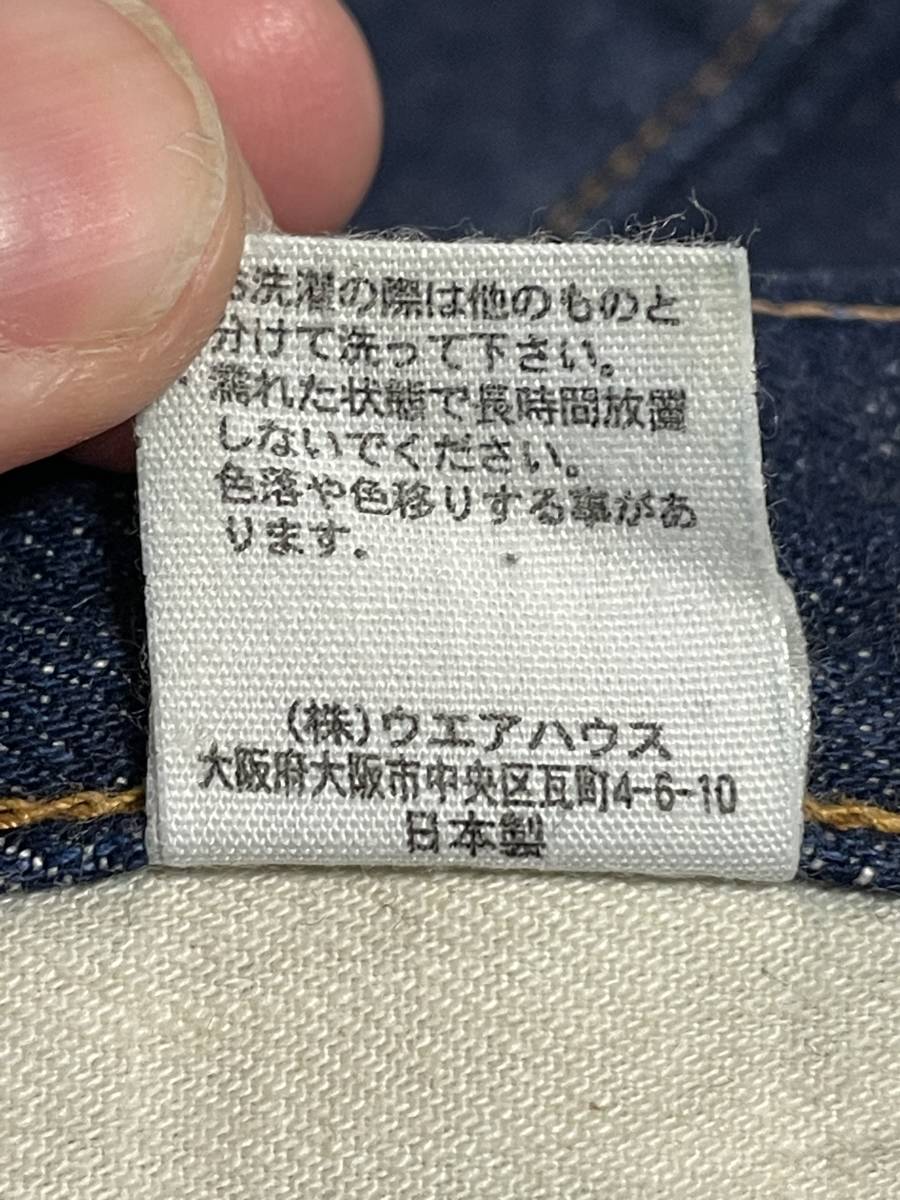 お洗濯の際は他のものと
分けて洗って下さい。
・濡れた状態で長時間放置
しないでください。
色落や色移りする事があ
ります。
(株)ウエアハウス
大阪府大阪市中央区瓦町4-6-10
日本製